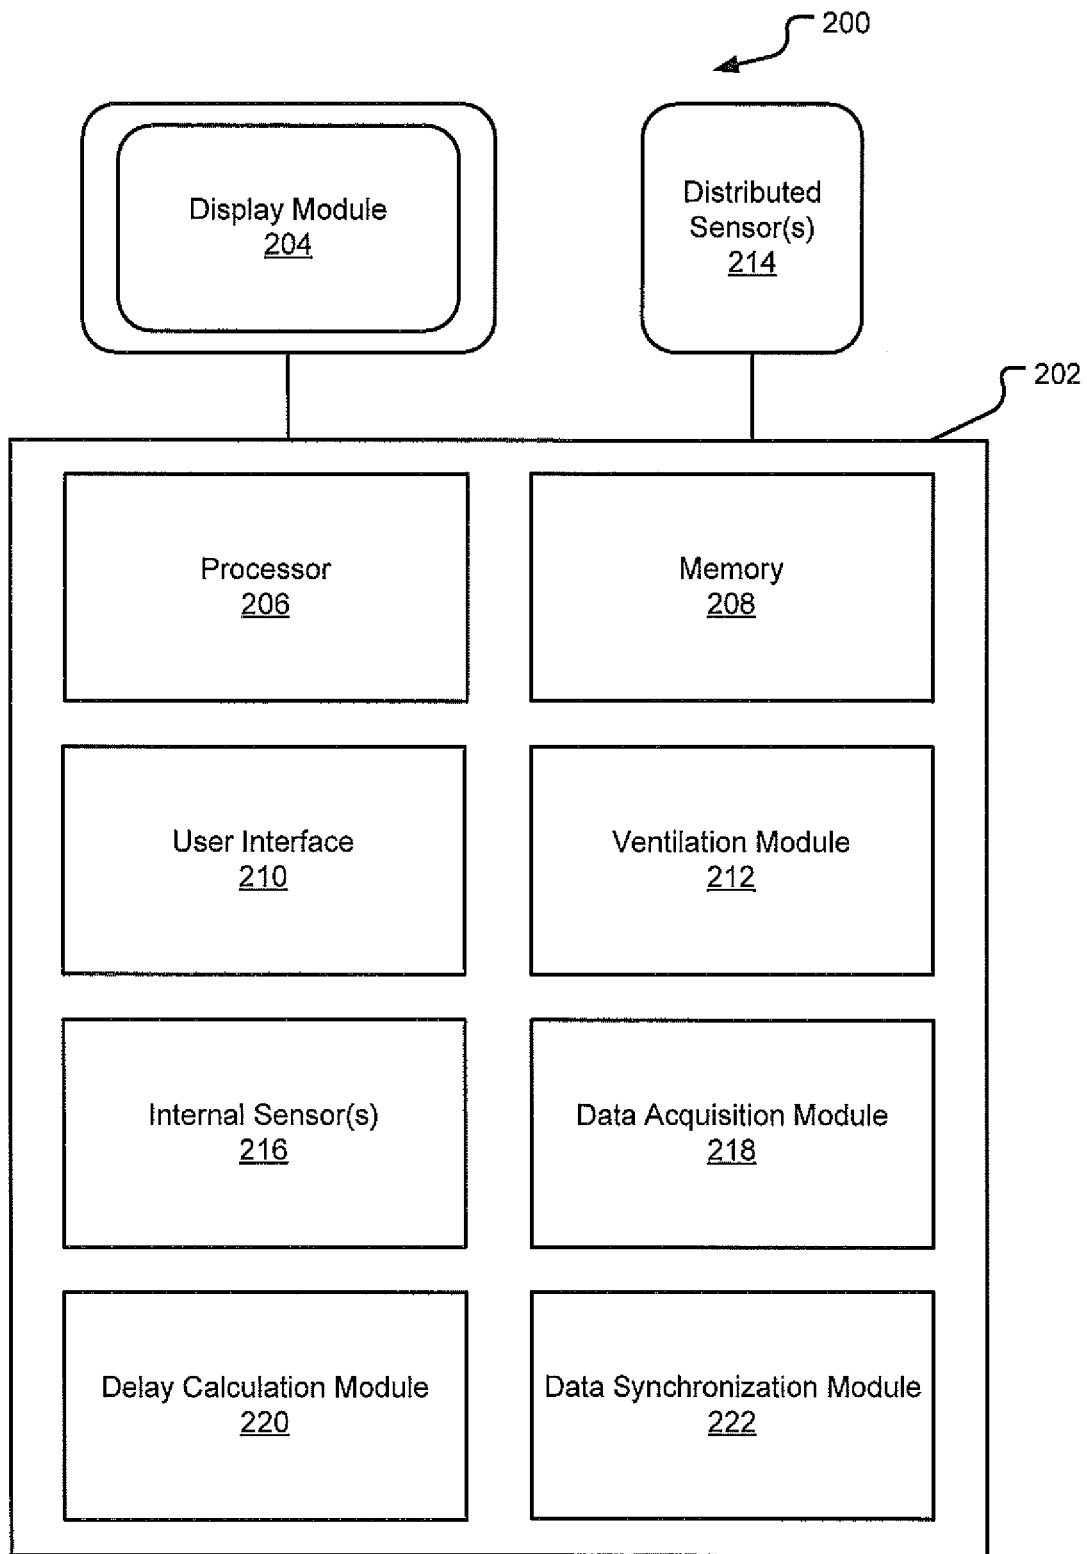 200
Display Module
204
Distributed
Sensor(s)
214
202
Processor
206
Memory
208
User Interface
210
Ventilation Module
212
Internal Sensor(s)
216
Data Acquisition Module
218
Delay Calculation Module
220
Data Synchronization Module
222